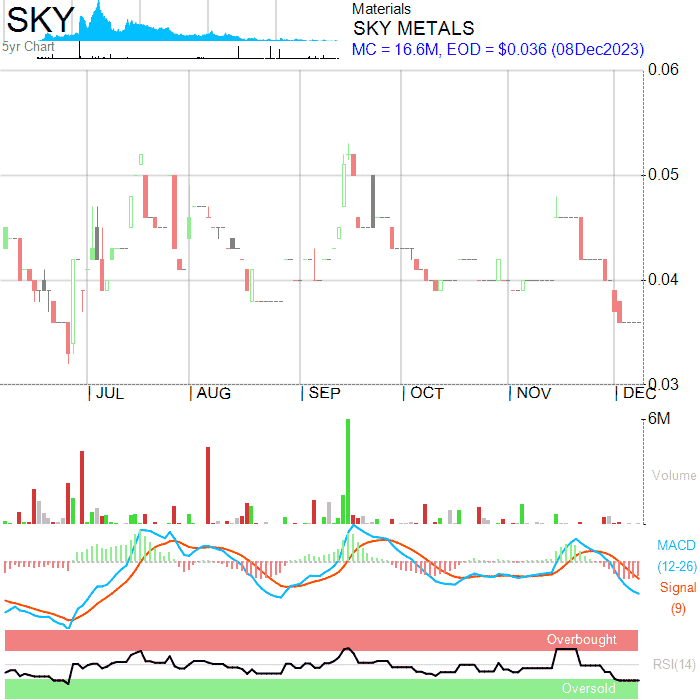 SKY
5yr Chart
Materials
SKY METALS
MC = 16.6M, EOD = $0.036 (08Dec2023)
0.06
0.05
0.04
0.03
JUL
AUG
SEP
OCT
NOV
DEC
6M
Volume
MACD
(12-26)
Signal
(9)
Overbought
RSI(14)
Oversold